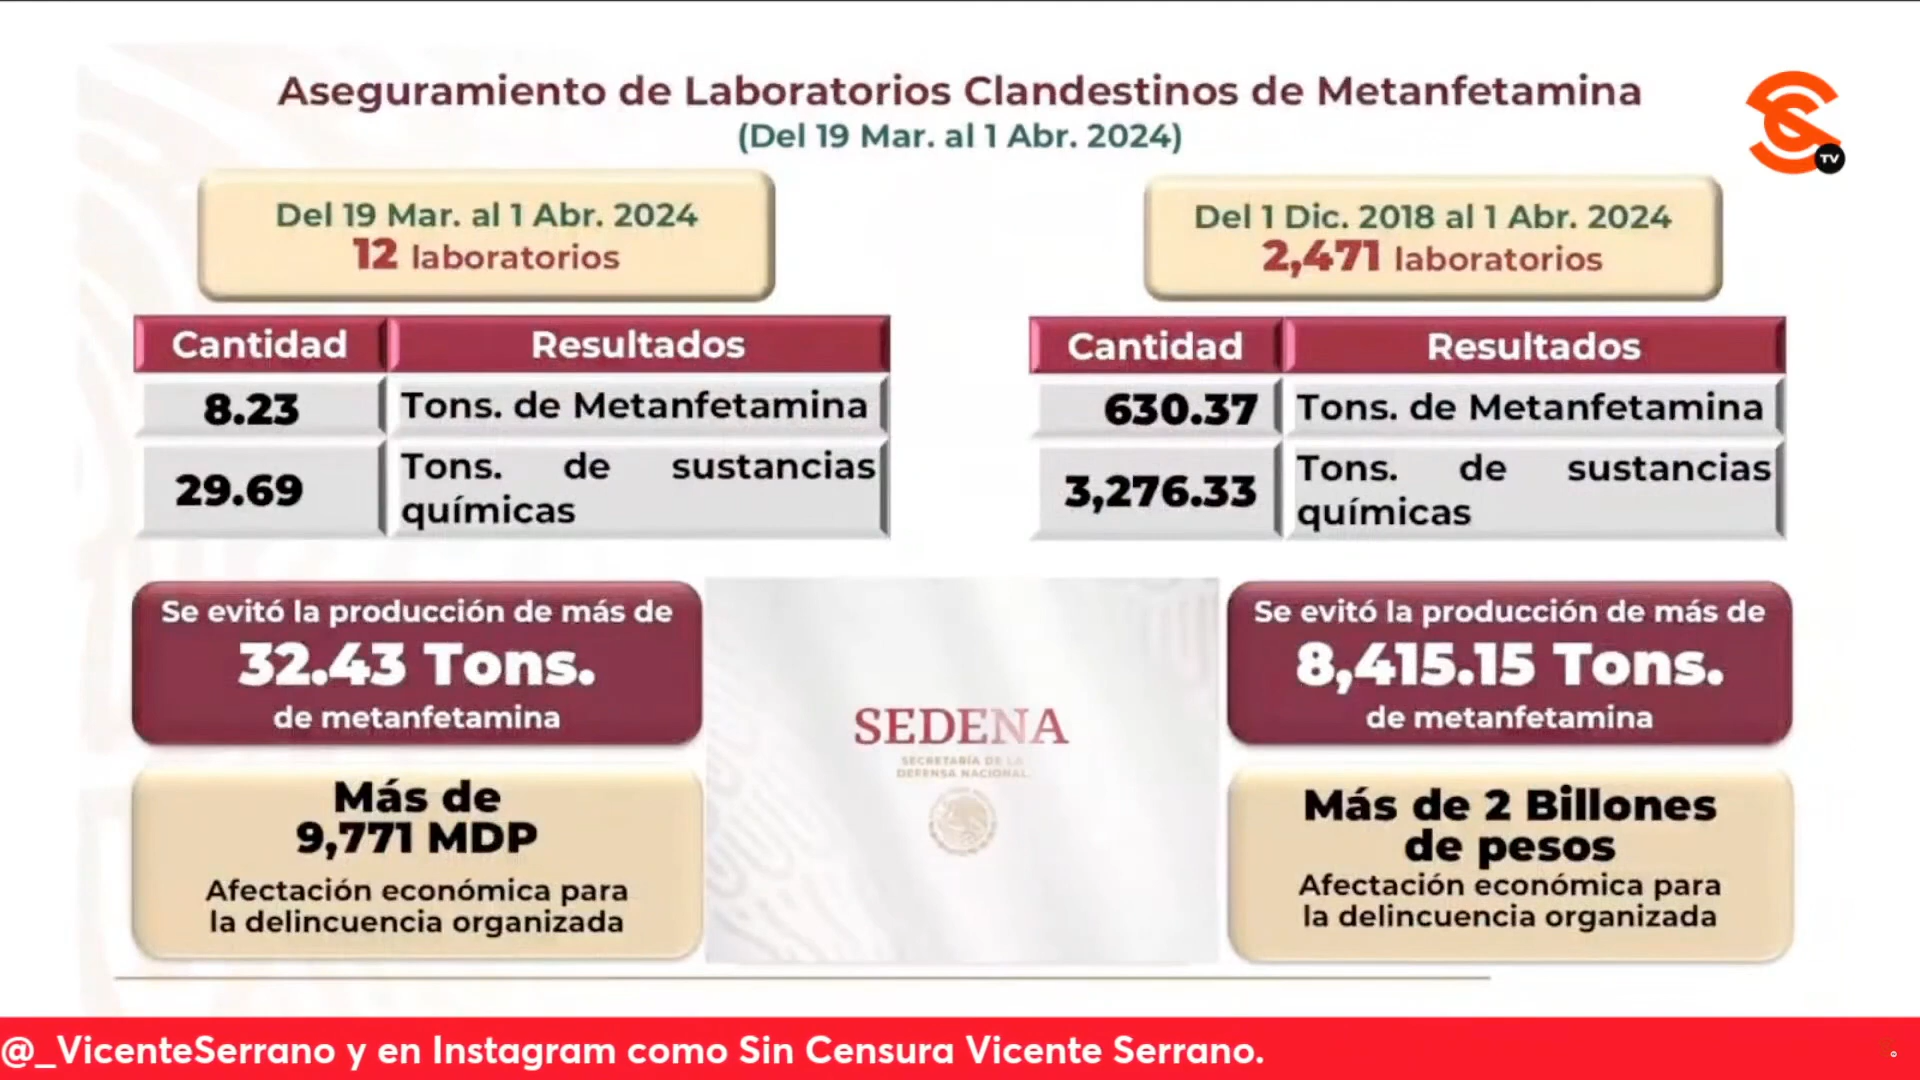 Aseguramiento de Laboratorios Clandestinos de Metanfetamina
(Del 19 Mar. al 1 Abr. 2024)
TV
Del 19 Mar. al 1 Abr. 2024
12 laboratorios
Cantidad Resultados
8.23 Tons. de Metanfetamina
29.69 Tons. de sustancias
químicas
Del 1 Dic. 2018 al 1 Abr. 2024
2,471 laboratorios
Cantidad Resultados
630.37 Tons. de Metanfetamina
3,276.33 Tons. de sustancias
químicas
Se evitó la producción de más de
32.43 Tons.
de metanfetamina
Más de
9,771 MDP
Afectación económica para
la delincuencia organizada
SEDENA
SECRETARÍA DE LA
DEFENSA NACIONAL
Se evitó la producción de más de
8,415.15 Tons.
de metanfetamina
Más de 2 Billones
de pesos
Afectación económica para
la delincuencia organizada
@_VicenteSerrano y en Instagram como Sin Censura Vicente Serrano.